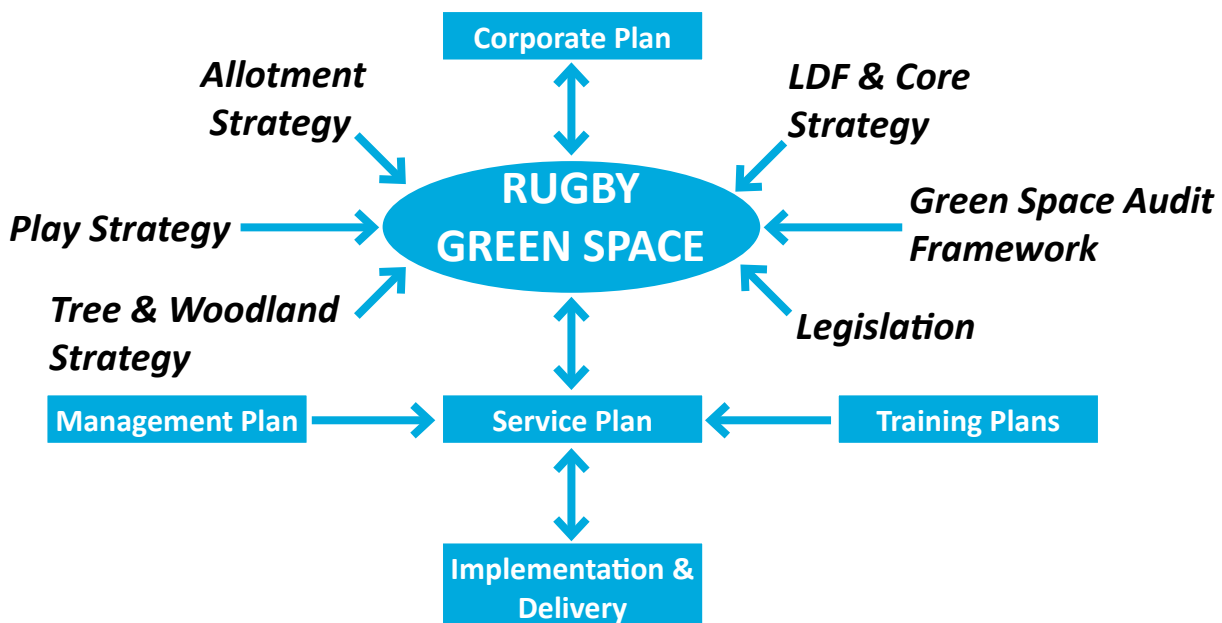 Corporate Plan
Allotment
Strategy
LDF & Core
Strategy
RUGBY
GREEN SPACE
Play Strategy
Green Space Audit
Framework
Tree & Woodland
Strategy
Legislation
Management Plan
Service Plan
Training Plans
Implementation &
Delivery